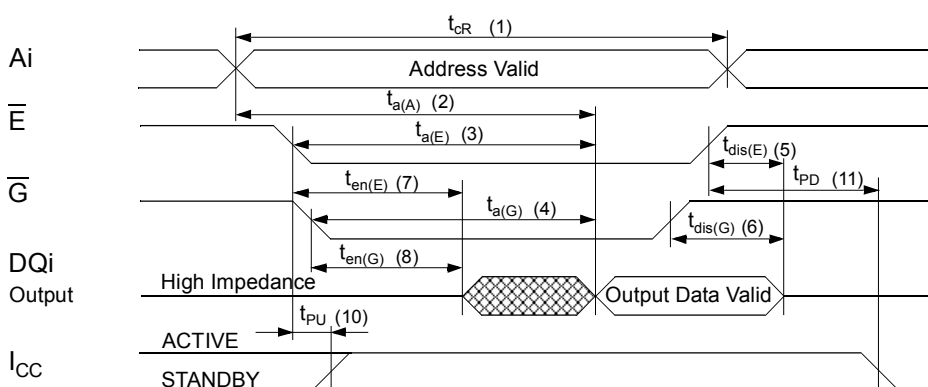 tcR (1)
Ai
Address Valid
ta(A) (2)
E
ta(E) (3)
tdis(E) (5)
ten(E) (7)
tPD (11)
G
ta(G) (4)
tdis(G) (6)
ten(G) (8)
DQi
Output
High Impedance
Output Data Valid
tPU (10)
ACTIVE
ICC
STANDBY